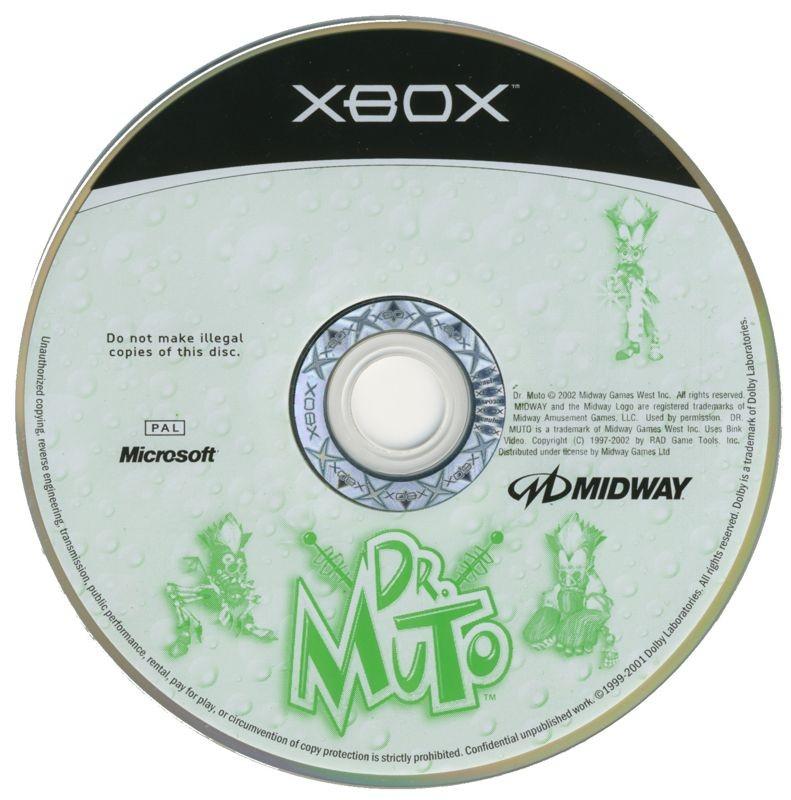 XBOX™
Do not make illegal
copies of this disc.
PAL
Microsoft®
XBOX
Dr. Muto © 2002 Midway Games West Inc. All rights reserved.
MIDWAY and the Midway Logo are registered trademarks of
Midway Amusement Games, LLC. Used by permission. DR
MUTO is a trademark of Midway Games West Inc. Uses Bink
Video. Copyright (C) 1997-2002 by RAD Game Tools, Inc.
Distributed under license by Midway Games Ltd
MIDWAY®
DR.
MUTO™
Unauthorized copying, reverse engineering, transmission, public performance, rental, pay for play, or circumvention of copy protection is strictly prohibited. Confidential unpublished work. ©1999-2001 Dolby Laboratories. All rights reserved. Dolby is a trademark of Dolby Laboratories.